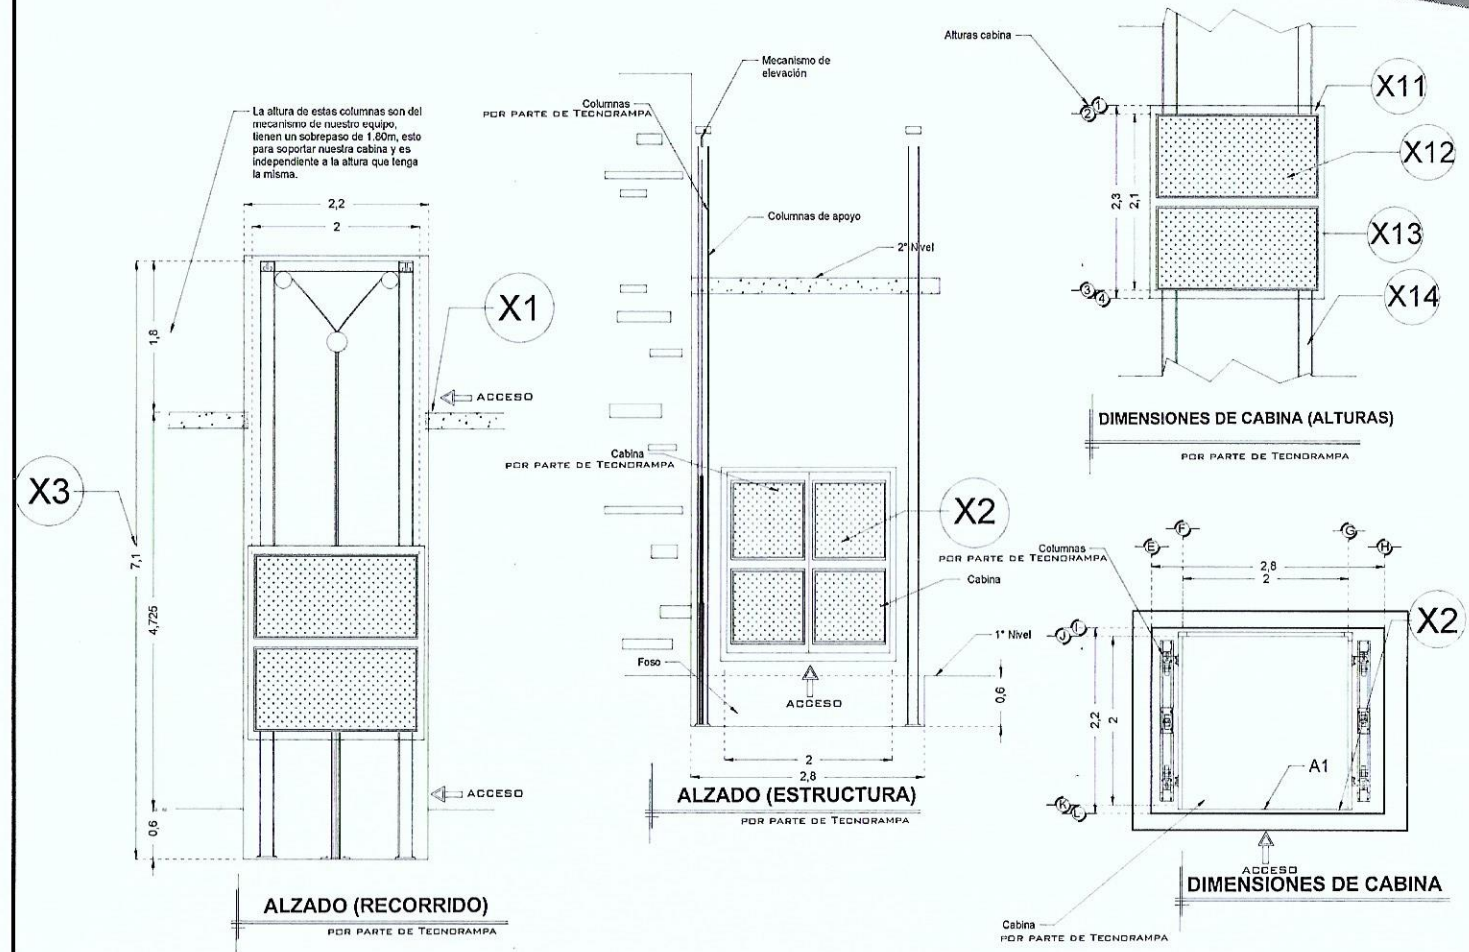 La altura de estas columnas son del
mecanismo de nuestro equipo,
tienen un sobrepaso de 1.80m, esto
para soportar nuestra cabina y es
independiente a la altura que tenga
la misma.
2,2
2
X1
ACCESO
1,8
X3
7,1
4,725
ACCESO
0,6
ALZADO (RECORRIDO)
POR PARTE DE TECNORAMPA
Mecanismo de
elevación
Columnas
POR PARTE DE TECNORAMPA
Columnas de apoyo
2° Nivel
Cabina
POR PARTE DE TECNORAMPA
X2
Cabina
1° Nivel
Foso
ACCESO
0,6
2
2,8
ALZADO (ESTRUCTURA)
POR PARTE DE TECNORAMPA
Alturas cabina
1
2
X11
X12
2,3
2,1
X13
3
4
X14
DIMENSIONES DE CABINA (ALTURAS)
POR PARTE DE TECNORAMPA
F
G
E
H
Columnas
POR PARTE DE TECNORAMPA
2,8
2
X2
I
J
2,2
2
A1
K
L
ACCESO
DIMENSIONES DE CABINA
Cabina
POR PARTE DE TECNORAMPA